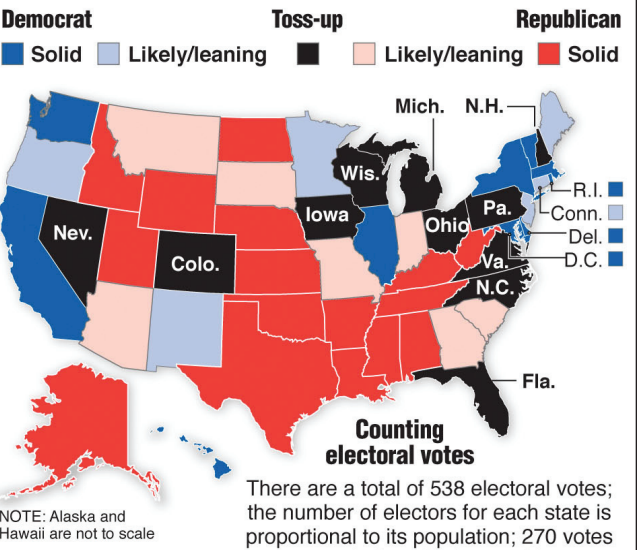 Democrat Toss-up Republican
Solid Likely/leaning Likely/leaning Solid
Mich. N.H.
Wis.
R.I.
Iowa
Pa.
Conn.
Ohio
Nev.
Del.
Colo.
Va.
D.C.
N.C.
Fla.
Counting
electoral votes
There are a total of 538 electoral votes;
the number of electors for each state is
proportional to its population; 270 votes
NOTE: Alaska and
Hawaii are not to scale